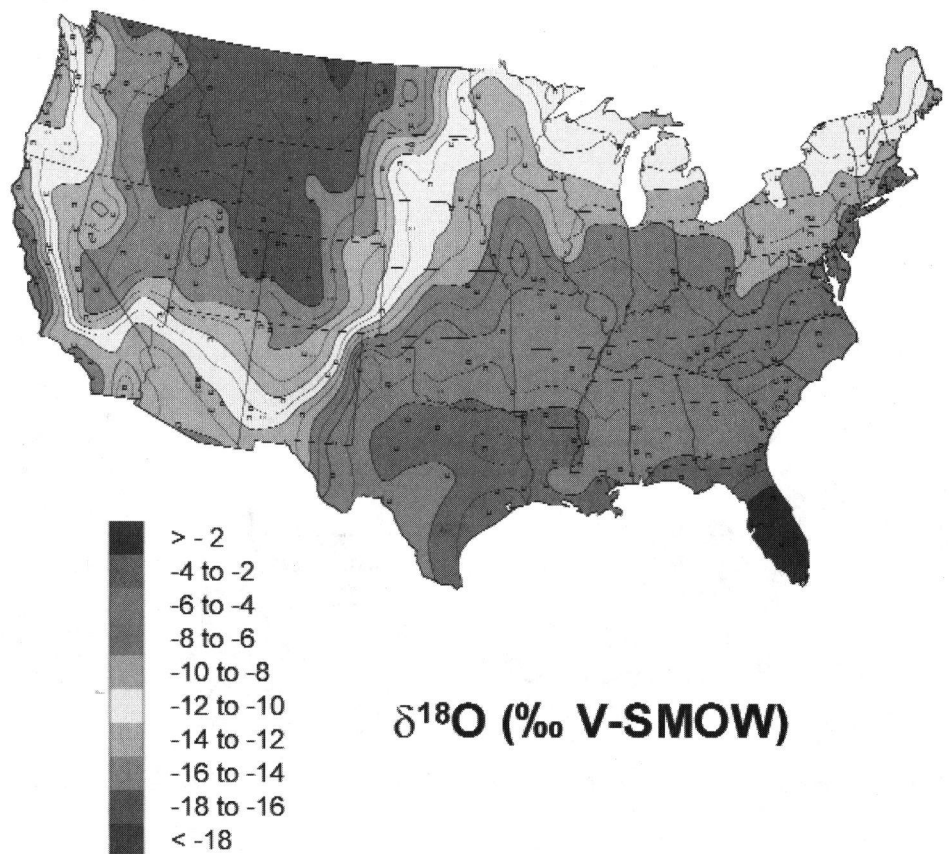 > - 2
-4 to -2
-6 to -4
-8 to -6
-10 to -8
-12 to -10
-14 to -12
-16 to -14
-18 to -16
< -18
δ¹⁸O (‰ V-SMOW)